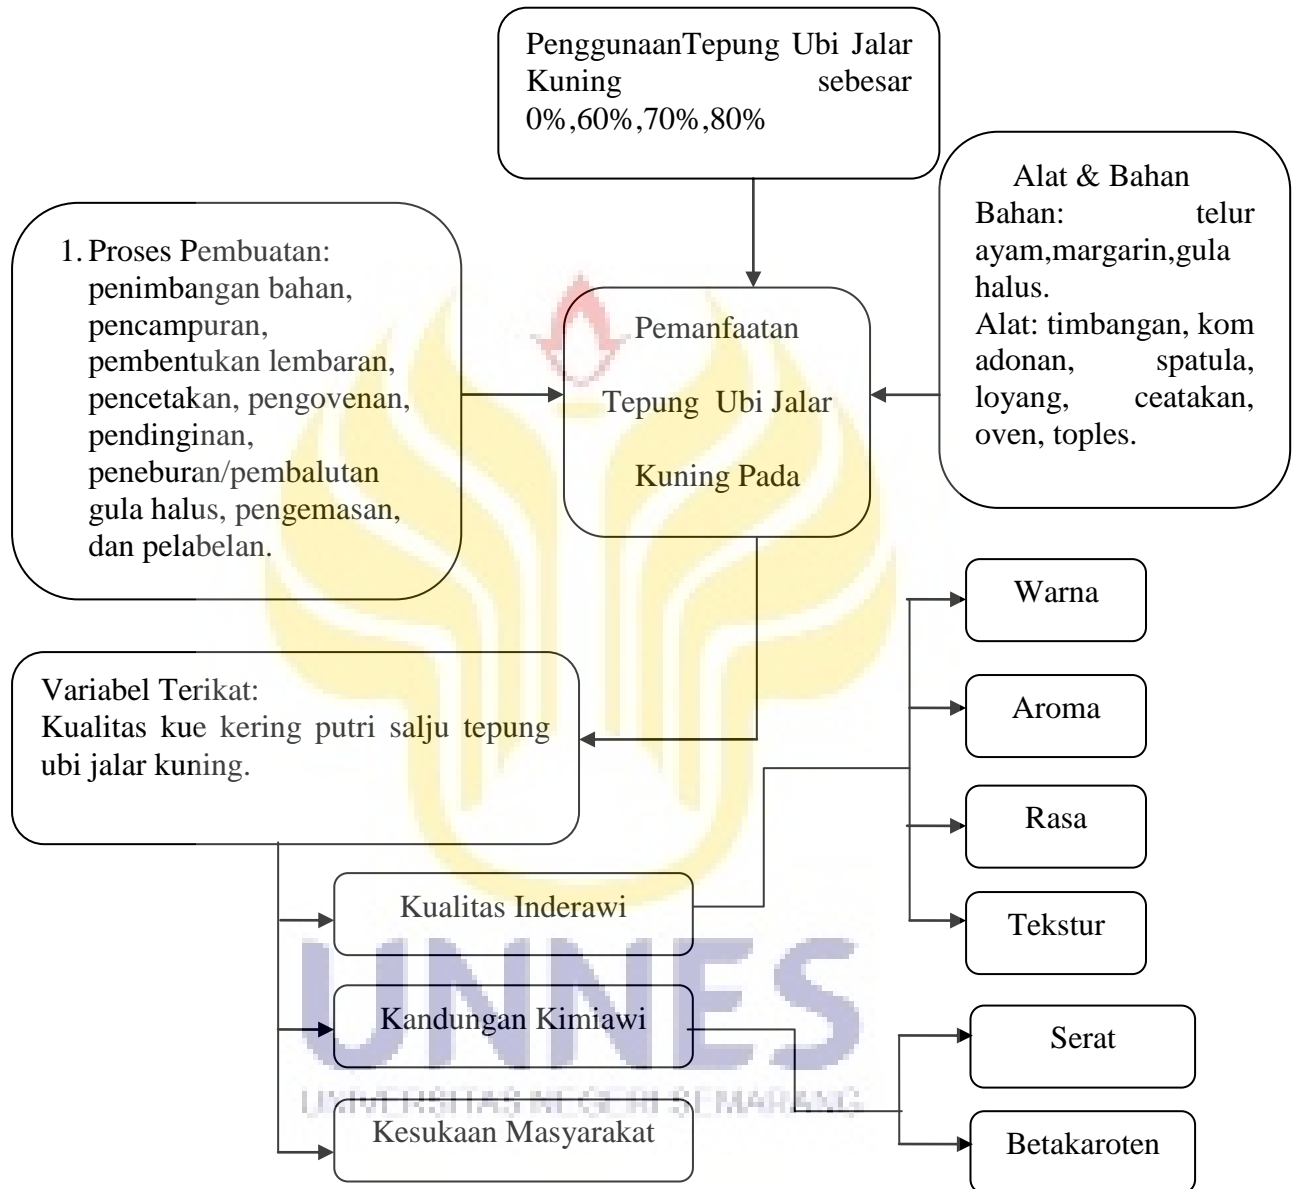 PenggunaanTepung Ubi Jalar
Kuning sebesar
0%,60%,70%,80%
Alat & Bahan
Bahan: telur
ayam,margarin,gula
halus.
Alat: timbangan, kom
adonan, spatula,
loyang, ceatakan,
oven, toples.
1. Proses Pembuatan:
penimbangan bahan,
pencampuran,
pembentukan lembaran,
pencetakan, pengovenan,
pendinginan,
peneburan/pembalutan
gula halus, pengemasan,
dan pelabelan.
Pemanfaatan
Tepung Ubi Jalar
Kuning Pada
Variabel Terikat:
Kualitas kue kering putri salju tepung
ubi jalar kuning.
Warna
Aroma
Rasa
Tekstur
Kualitas Inderawi
Kandungan Kimiawi
Kesukaan Masyarakat
Serat
Betakaroten
UNNES
UNIVERSITAS NEGERI SEMARANG